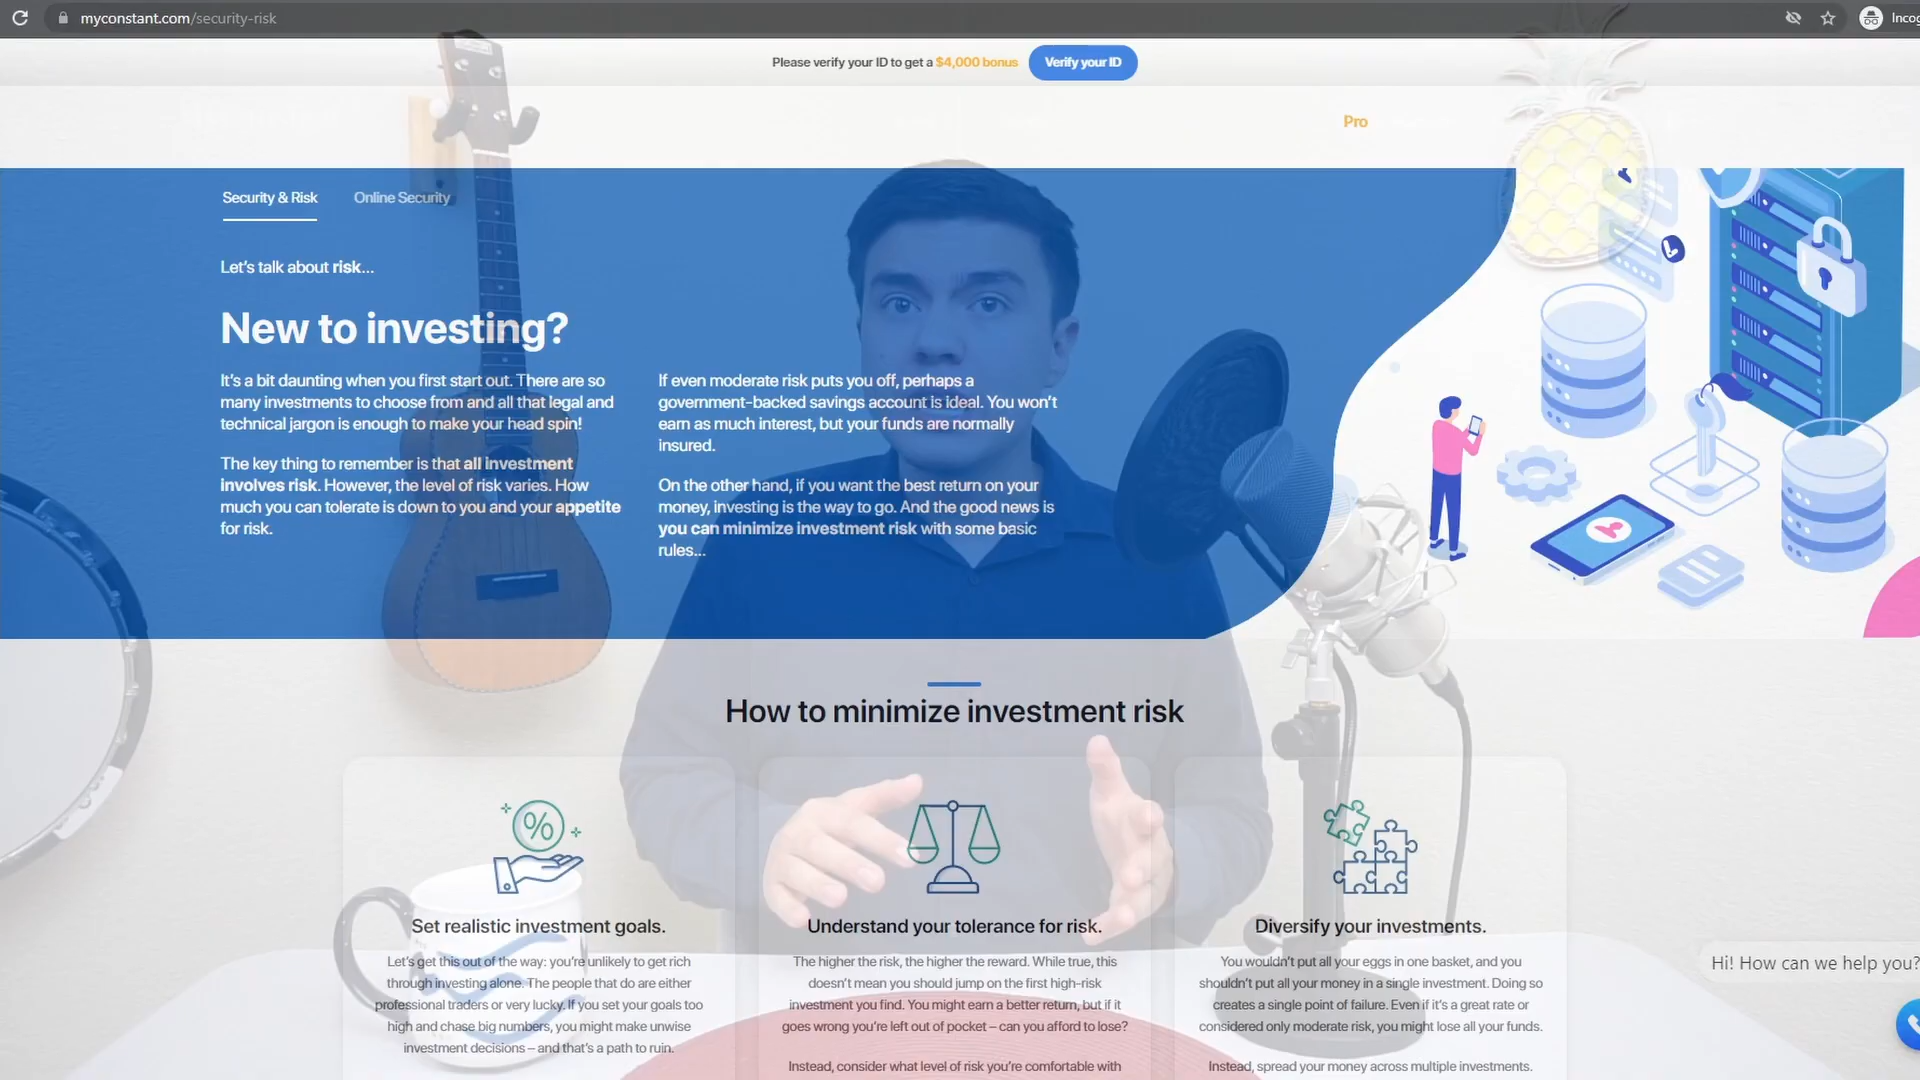 myconstant.com/security-risk
Please verify your ID to get a $4,000 bonus
Verify your ID
Pro
Security & Risk
Online Security
Let's talk about risk...
New to investing?
It's a bit daunting when you first start out. There are so
many investments to choose from and all that legal and
technical jargon is enough to make your head spin!
The key thing to remember is that all investment
involves risk. However, the level of risk varies. How
much you can tolerate is down to you and your appetite
for risk.
If even moderate risk puts you off, perhaps a
government-backed savings account is ideal. You won't
earn as much interest, but your funds are normally
insured.
On the other hand, if you want the best return on your
money, investing is the way to go. And the good news is
you can minimize investment risk with some basic
rules...
How to minimize investment risk
Set realistic investment goals.
Let's get this out of the way: you're unlikely to get rich
through investing alone. The people that do are either
professional traders or very lucky. If you set your goals too
high and chase big numbers, you might make unwise
investment decisions – and that's a path to ruin.
Understand your tolerance for risk.
The higher the risk, the higher the reward. While true, this
doesn't mean you should jump on the first high-risk
investment you find. You might earn a better return, but if it
goes wrong you're left out of pocket – can you afford to lose?
Instead, consider what level of risk you're comfortable with
Diversify your investments.
You wouldn't put all your eggs in one basket, and you
shouldn't put all your money in a single investment. Doing so
creates a single point of failure. Even if it's a great rate or
considered only moderate risk, you might lose all your funds.
Instead, spread your money across multiple investments.
Hi! How can we help you?